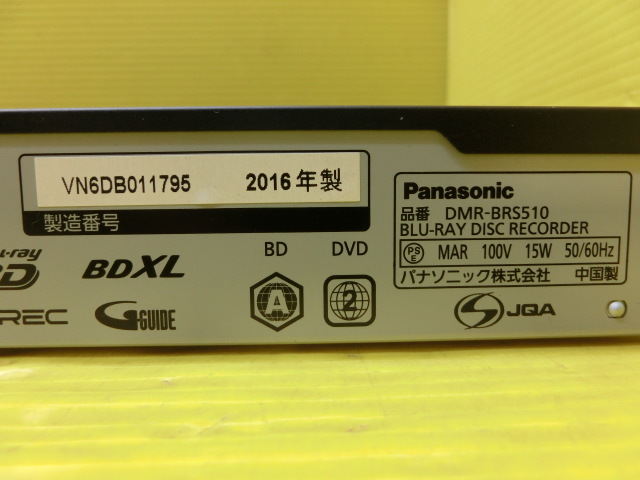 VN6DB011795 2016年製
製造番号
Panasonic
品番 DMR-BRS510
BLU-RAY DISC RECORDER
PS E MAR 100V 15W 50/60Hz
パナソニック株式会社 中国製
BD DVD
u-ray
D
BDXL
A
2
REC
G-GUIDE
JQA